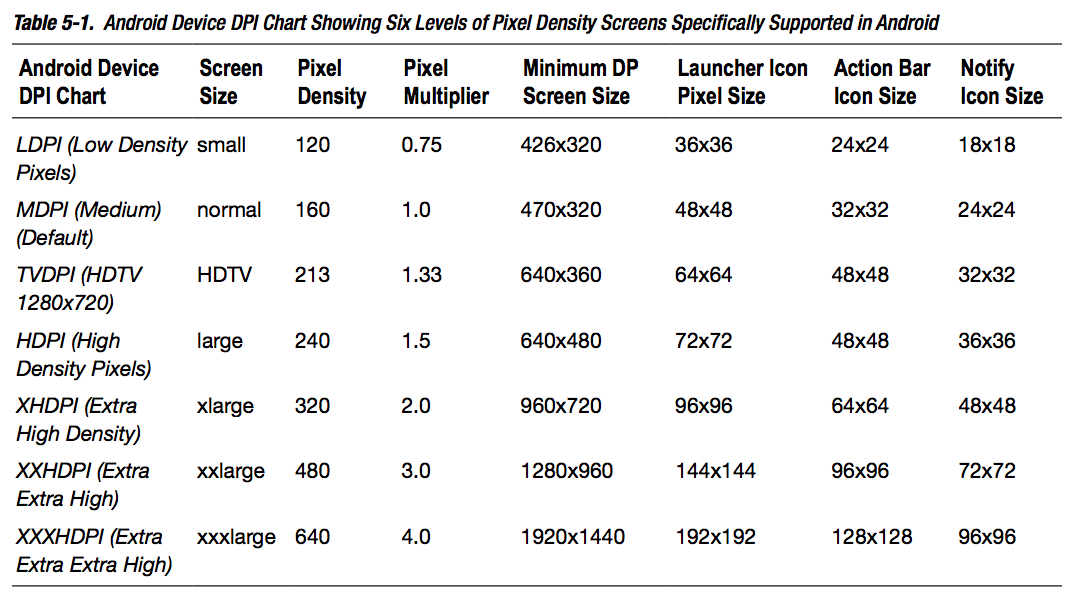 Table 5-1. Android Device DPI Chart Showing Six Levels of Pixel Density Screens Specifically Supported in Android
Android Device DPI Chart Screen Size Pixel Density Pixel Multiplier Minimum DP Screen Size Launcher Icon Pixel Size Action Bar Icon Size Notify Icon Size
LDPI (Low Density Pixels) small 120 0.75 426x320 36x36 24x24 18x18
MDPI (Medium) (Default) normal 160 1.0 470x320 48x48 32x32 24x24
TVDPI (HDTV 1280x720) HDTV 213 1.33 640x360 64x64 48x48 32x32
HDPI (High Density Pixels) large 240 1.5 640x480 72x72 48x48 36x36
XHDPI (Extra High Density) xlarge 320 2.0 960x720 96x96 64x64 48x48
XXHDPI (Extra Extra High) xxlarge 480 3.0 1280x960 144x144 96x96 72x72
XXXHDPI (Extra Extra Extra High) xxxlarge 640 4.0 1920x1440 192x192 128x128 96x96